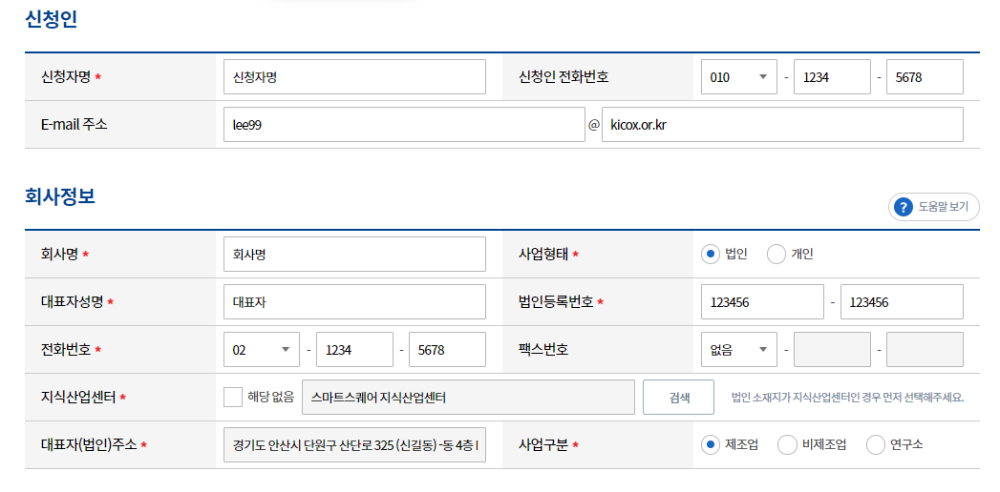 신청인
신청자명 * 신청자명 신청인 전화번호 010 - 1234 - 5678
E-mail 주소 lee99 @ kicox.or.kr
회사정보
? 도움말 보기
회사명 * 회사명 사업형태 * 법인 개인
대표자성명 * 대표자 법인등록번호 * 123456 - 123456
전화번호 * 02 - 1234 - 5678 팩스번호 없음 - -
지식산업센터 * 해당 없음 스마트스퀘어 지식산업센터 검색 법인 소재지가 지식산업센터인 경우 먼저 선택해주세요.
대표자(법인)주소 * 경기도 안산시 단원구 산단로 325 (신길동) -동 4층 사업구분 * 제조업 비제조업 연구소